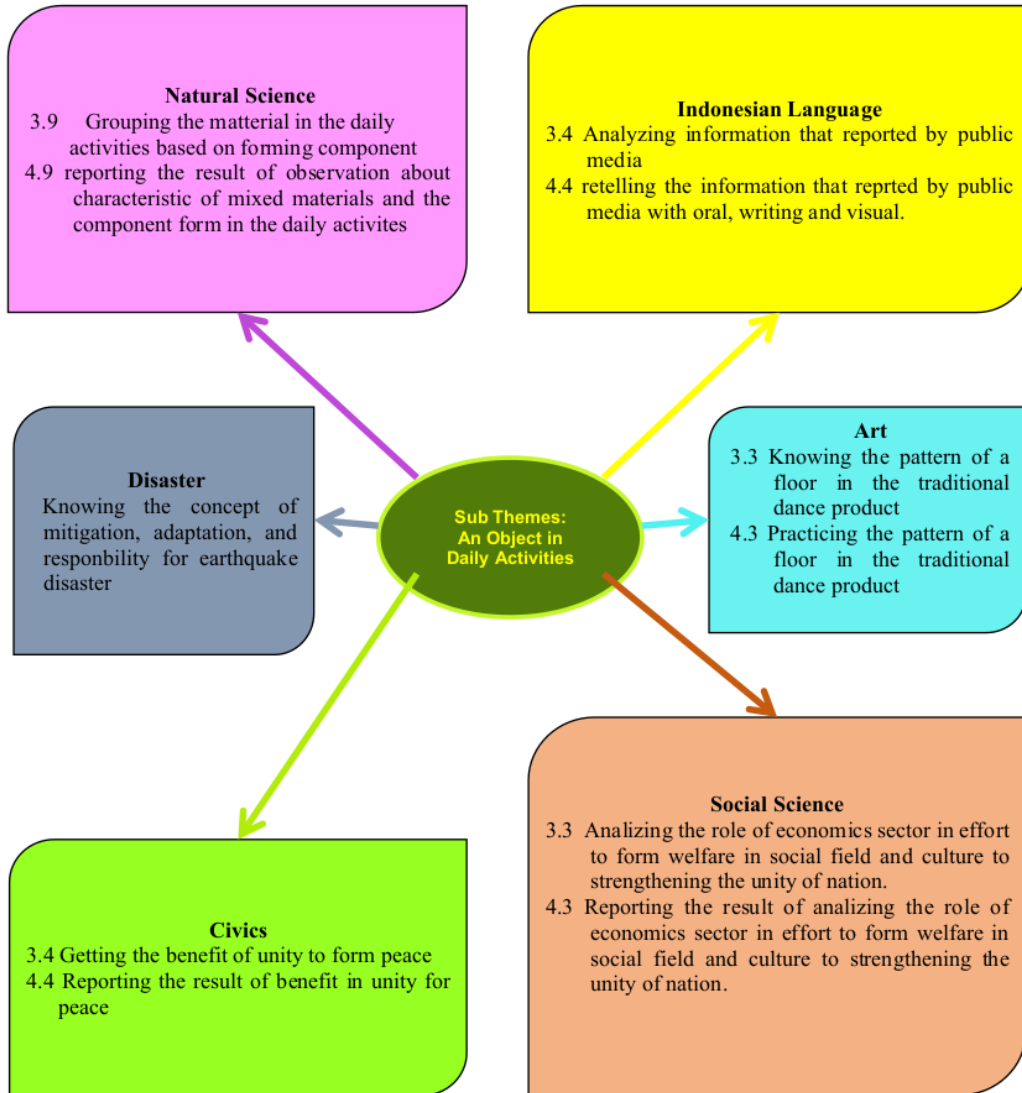 Natural Science
3.9 Grouping the matterial in the daily
activities based on forming component
4.9 reporting the result of observation about
characteristic of mixed materials and the
component form in the daily activites
Indonesian Language
3.4 Analyzing information that reported by public
media
4.4 retelling the information that reprted by public
media with oral, writing and visual.
Disaster
Knowing the concept of
mitigation, adaptation, and
responbility for earthquake
disaster
Sub Themes:
An Object in
Daily Activities
Art
3.3 Knowing the pattern of a
floor in the traditional
dance product
4.3 Practicing the pattern of a
floor in the traditional
dance product
Civics
3.4 Getting the benefit of unity to form peace
4.4 Reporting the result of benefit in unity for
peace
Social Science
3.3 Analizing the role of economics sector in effort
to form welfare in social field and culture to
strengthening the unity of nation.
4.3 Reporting the result of analizing the role of
economics sector in effort to form welfare in
social field and culture to strengthening the
unity of nation.